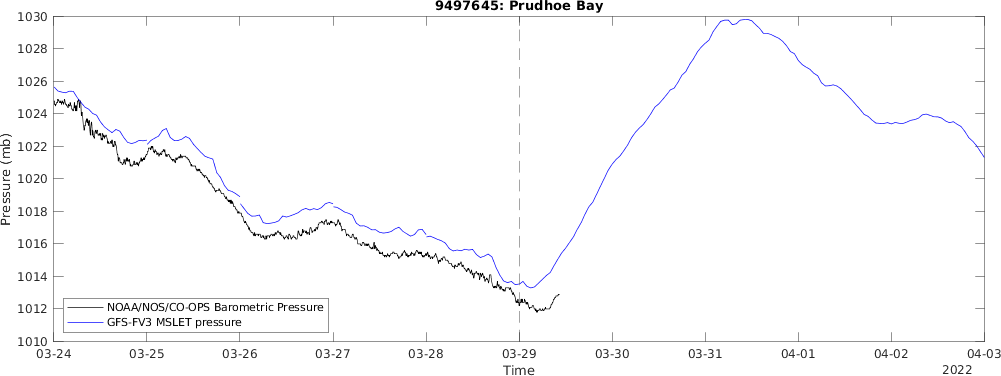 9497645: Prudhoe Bay
1030
1028
1026
1024
1022
1020
1018
1016
1014
1012
1010
Pressure (mb)
NOAA/NOS/CO-OPS Barometric Pressure
GFS-FV3 MSLET pressure
03-24 03-25 03-26 03-27 03-28 03-29 03-30 03-31 04-01 04-02 04-03
Time
2022